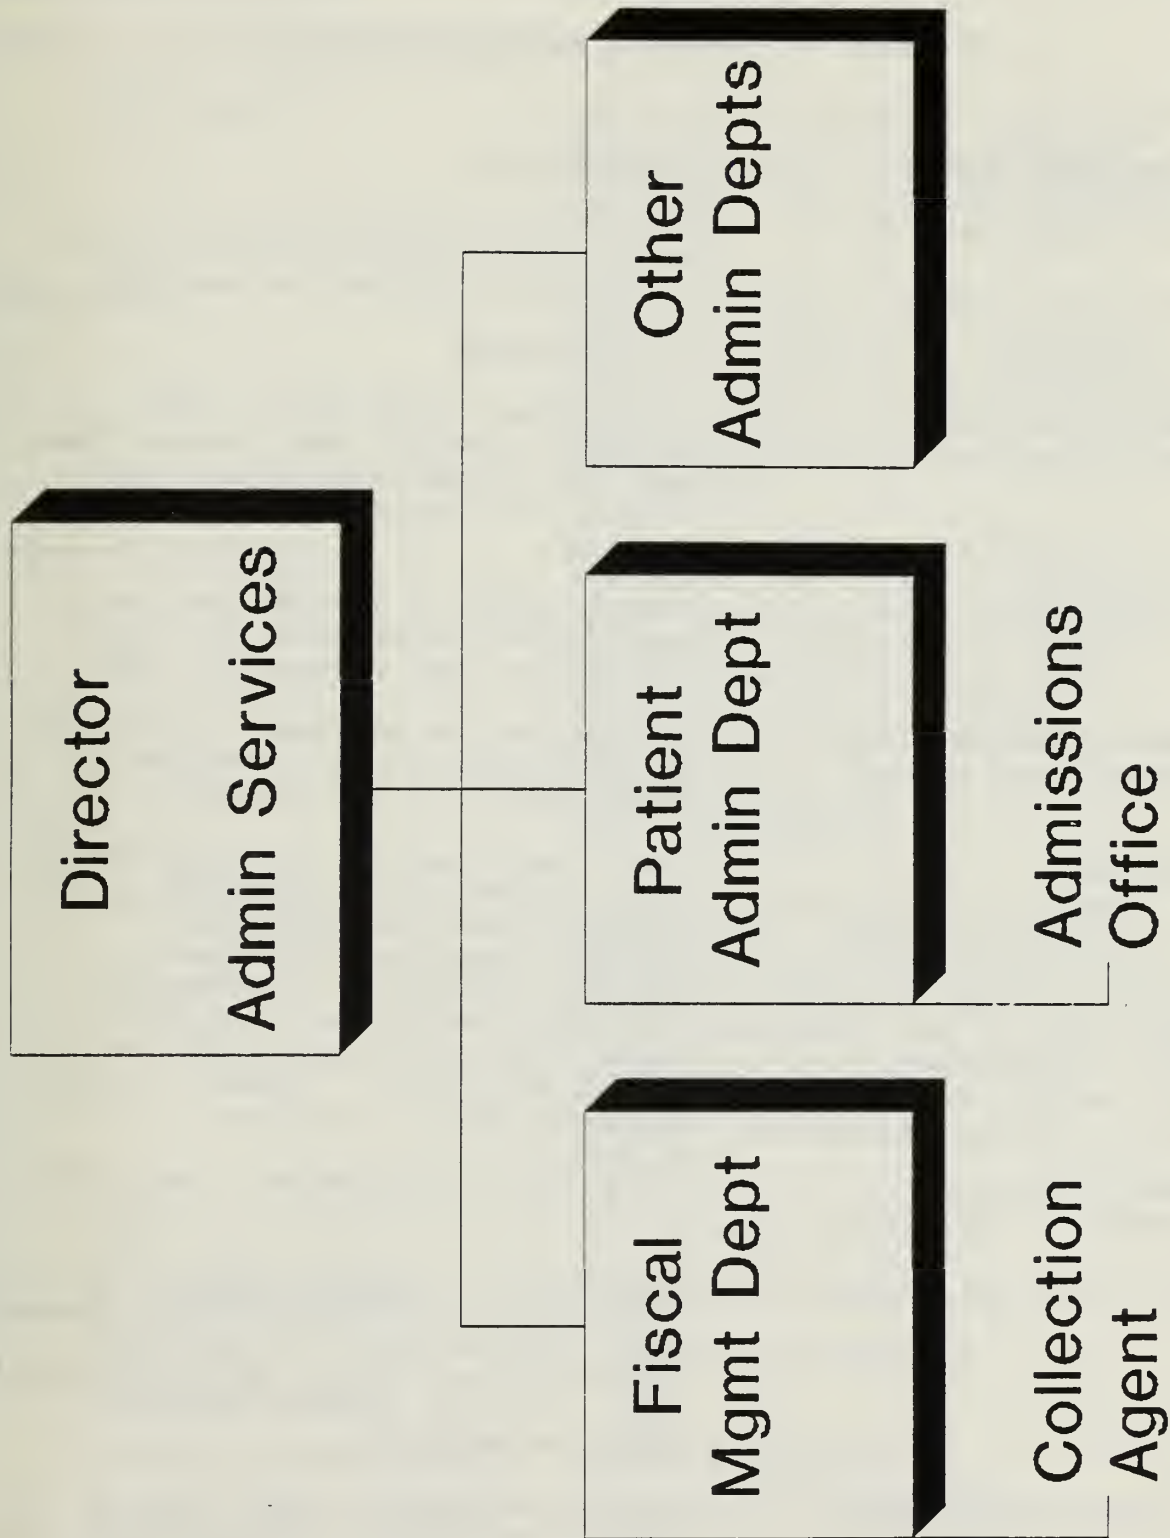 Director
Admin Services
Fiscal
Mgmt Dept
Patient
Admin Dept
Other
Admin Depts
Collection
Agent
Admissions
Office